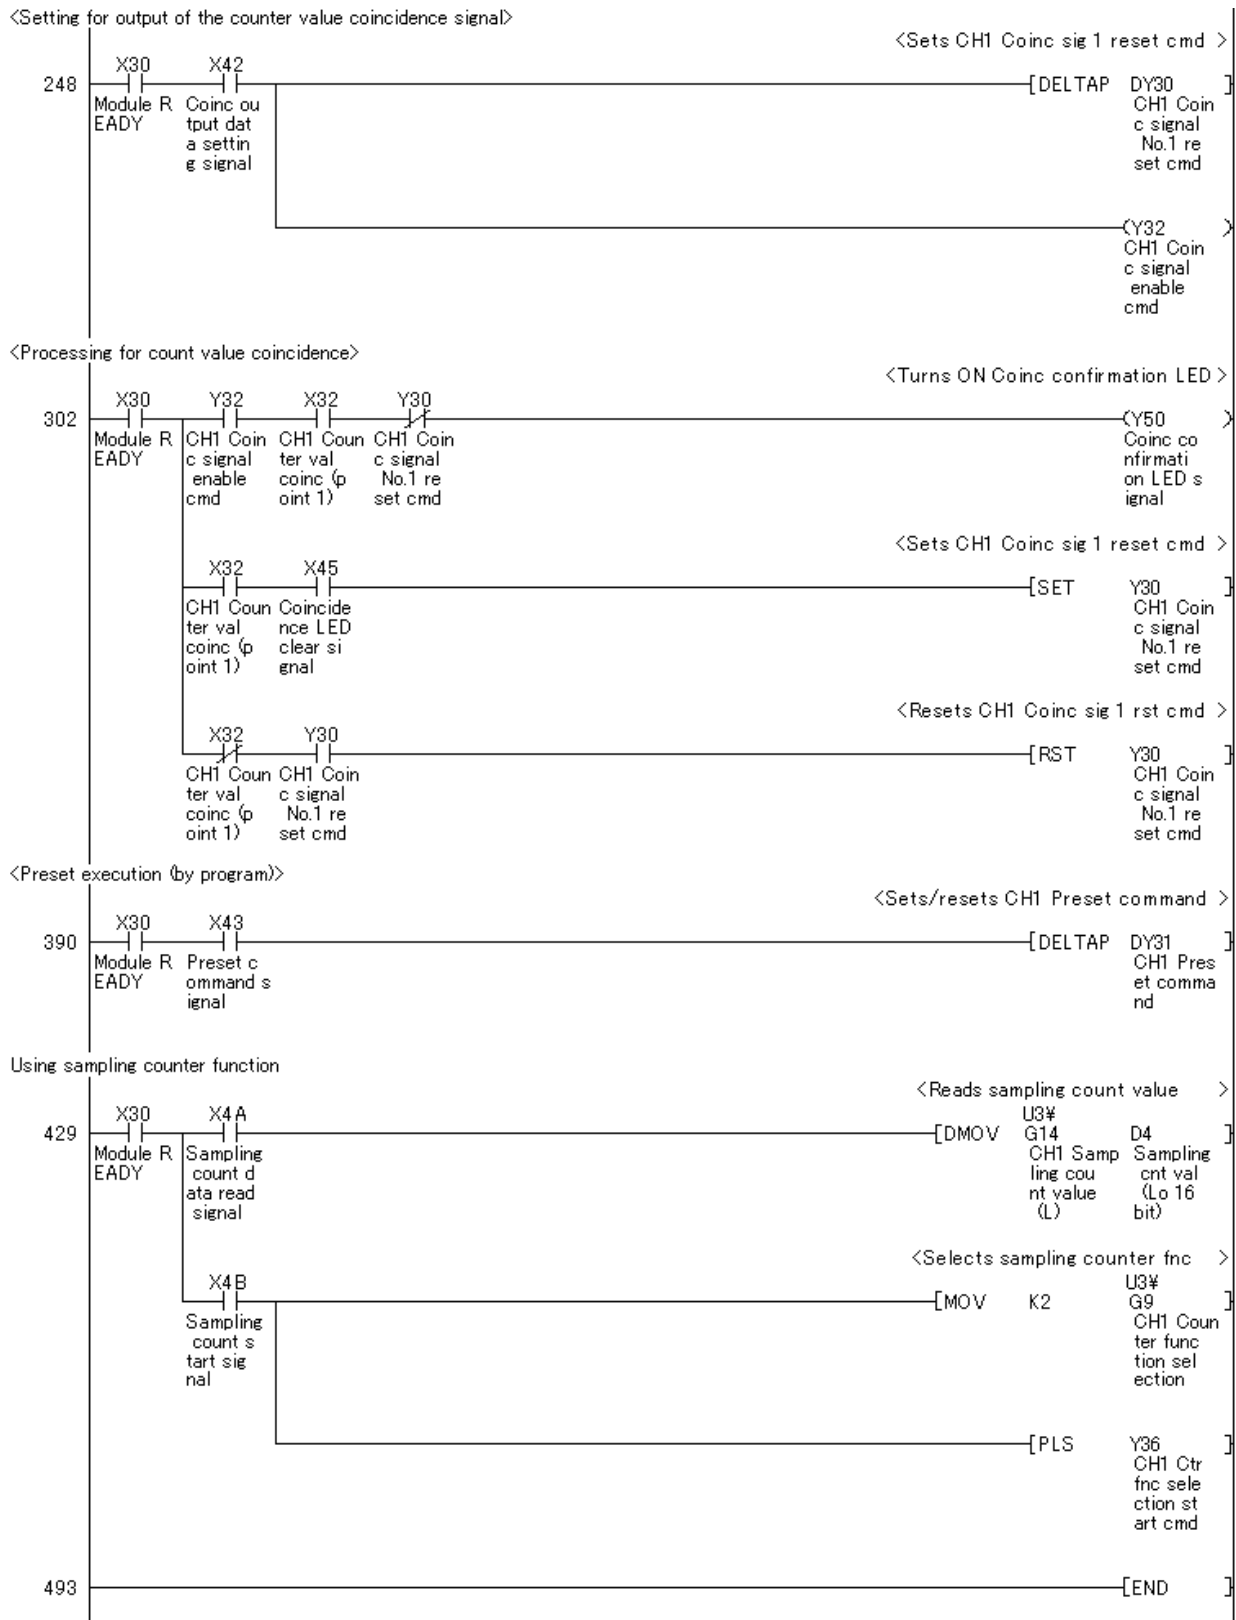 <Setting for output of the counter value coincidence signal>
<Sets CH1 Coinc sig 1 reset cmd >
X30 X42
248 [DELTAP DY30 ]
Module R Coinc ou CH1 Coin
EADY tput dat c signal
a settin No.1 re
g signal set cmd
(Y32 )
CH1 Coin
c signal
enable
cmd
<Processing for count value coincidence>
<Turns ON Coinc confirmation LED >
X30 Y32 X32 Y30
302 (Y50 )
Module R CH1 Coin CH1 Coun CH1 Coin Coinc co
EADY c signal ter val c signal nfirmati
enable coinc (p No.1 re on LED s
cmd oint 1) set cmd ignal
<Sets CH1 Coinc sig 1 reset cmd >
X32 X45
[SET Y30 ]
CH1 Coun Coincide CH1 Coin
ter val nce LED c signal
coinc (p clear si No.1 re
oint 1) gnal set cmd
<Resets CH1 Coinc sig 1 rst cmd >
X32 Y30
[RST Y30 ]
CH1 Coun CH1 Coin CH1 Coin
ter val c signal c signal
coinc (p No.1 re No.1 re
oint 1) set cmd set cmd
<Preset execution (by program)>
<Sets/resets CH1 Preset command >
X30 X43
390 [DELTAP DY31 ]
Module R Preset c CH1 Pres
EADY ommand s et comma
ignal nd
Using sampling counter function
<Reads sampling count value >
X30 X4A U3¥
429 [DMOV G14 D4 ]
Module R Sampling CH1 Samp Sampling
EADY count d ling cou cnt val
ata read nt value (Lo 16
signal (L) bit)
<Selects sampling counter fnc >
X4B U3¥
[MOV K2 G9 ]
Sampling CH1 Coun
count s ter func
tart sig tion sel
nal ection
[PLS Y36 ]
CH1 Ctr
fnc sele
ction st
art cmd
493 [END ]